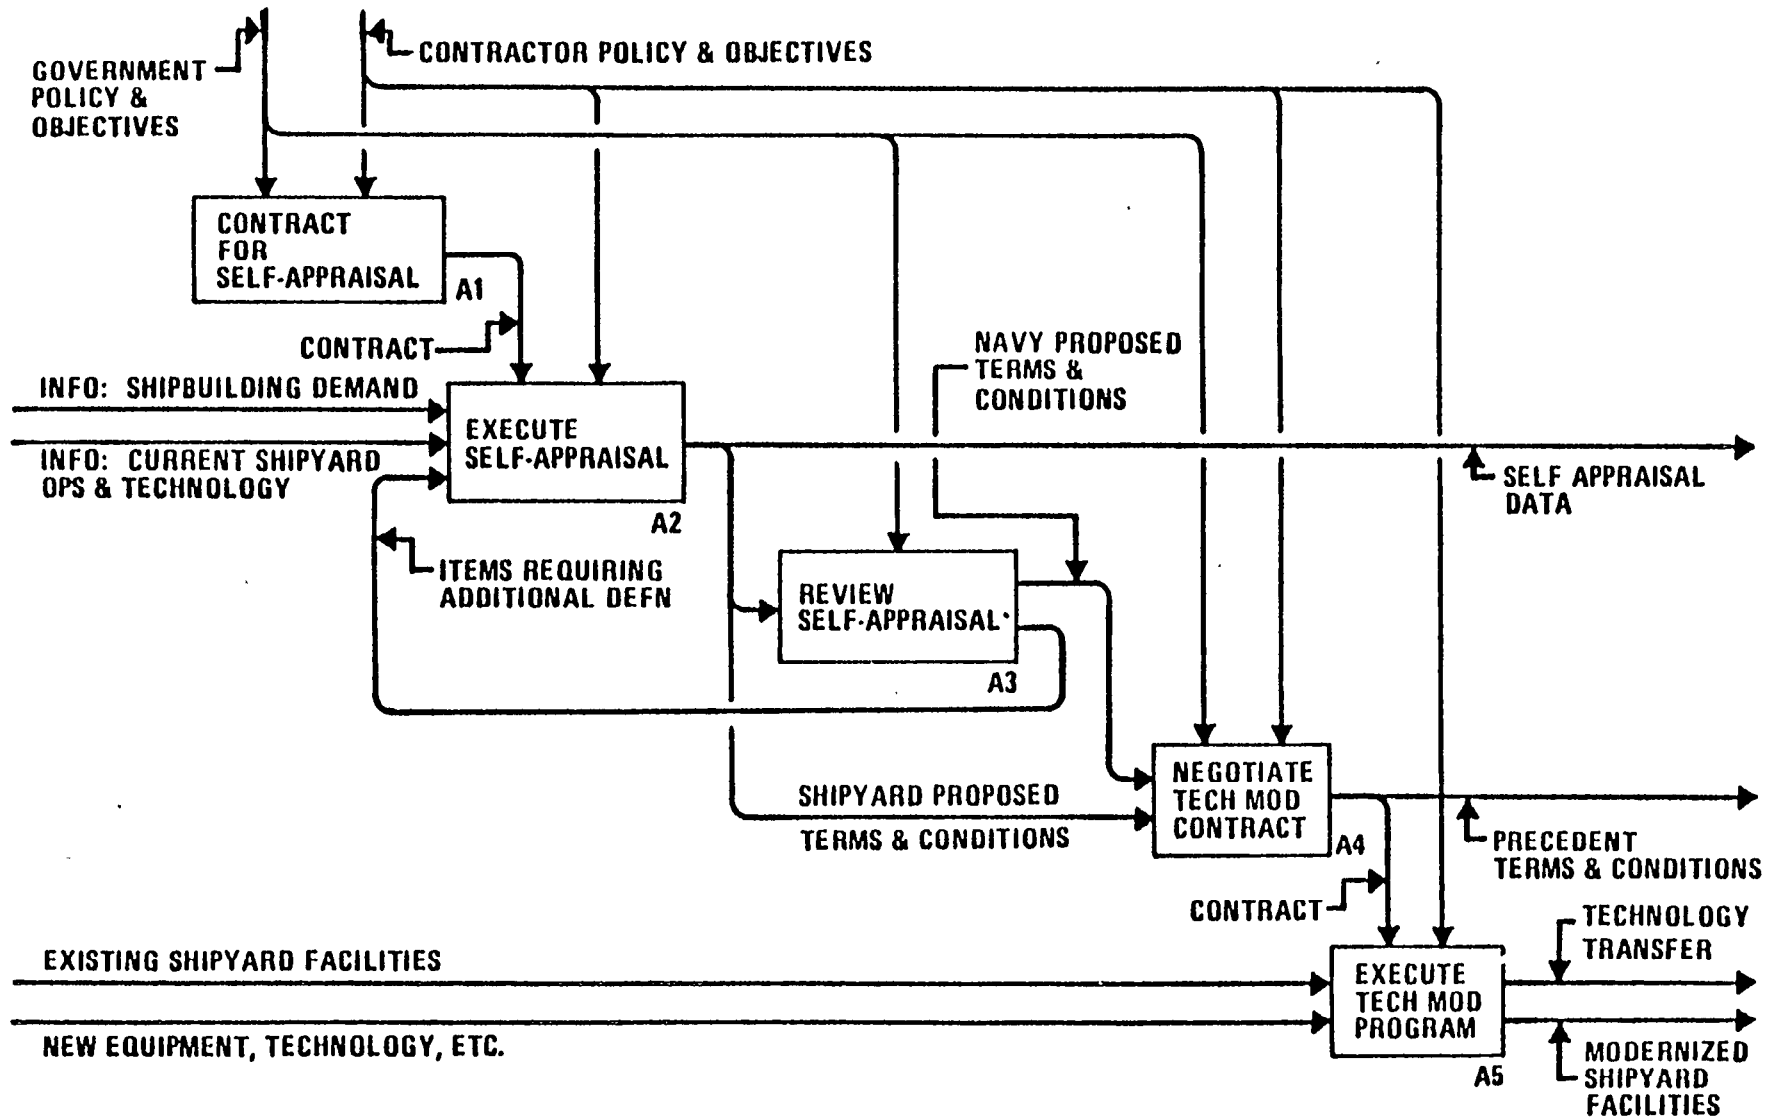 CONTRACTOR POLICY & OBJECTIVES
GOVERNMENT
POLICY &
OBJECTIVES
CONTRACT
FOR
SELF-APPRAISAL
A1
CONTRACT
NAVY PROPOSED
TERMS &
CONDITIONS
INFO: SHIPBUILDING DEMAND
EXECUTE
SELF-APPRAISAL
A2
INFO: CURRENT SHIPYARD
OPS & TECHNOLOGY
SELF APPRAISAL
DATA
ITEMS REQUIRING
ADDITIONAL DEFN
REVIEW
SELF-APPRAISAL
A3
NEGOTIATE
TECH MOD
CONTRACT
A4
SHIPYARD PROPOSED
TERMS & CONDITIONS
PRECEDENT
TERMS & CONDITIONS
CONTRACT
TECHNOLOGY
TRANSFER
EXISTING SHIPYARD FACILITIES
EXECUTE
TECH MOD
PROGRAM
A5
NEW EQUIPMENT, TECHNOLOGY, ETC.
MODERNIZED
SHIPYARD
FACILITIES